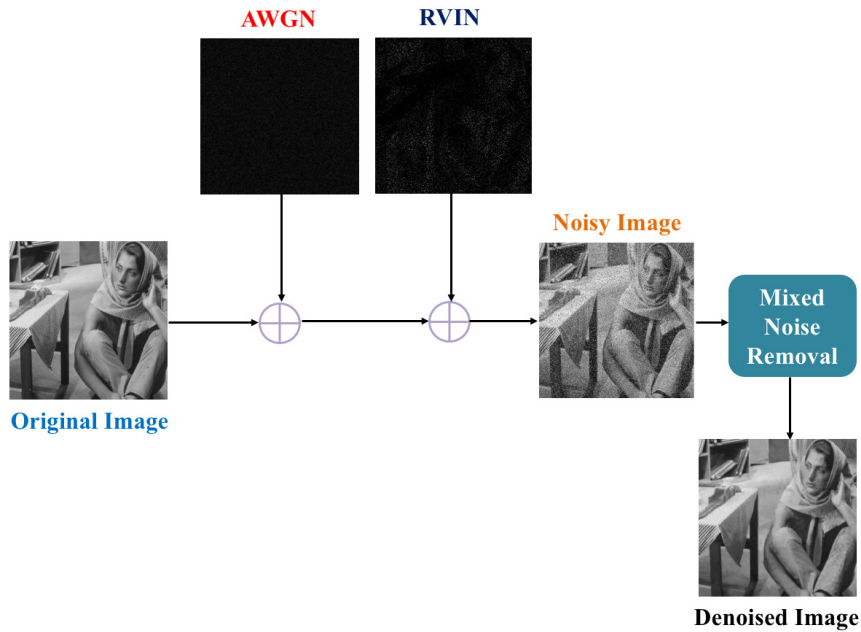 AWGN
RVIN
Noisy Image
Mixed
Noise
Removal
Original Image
Denoised Image